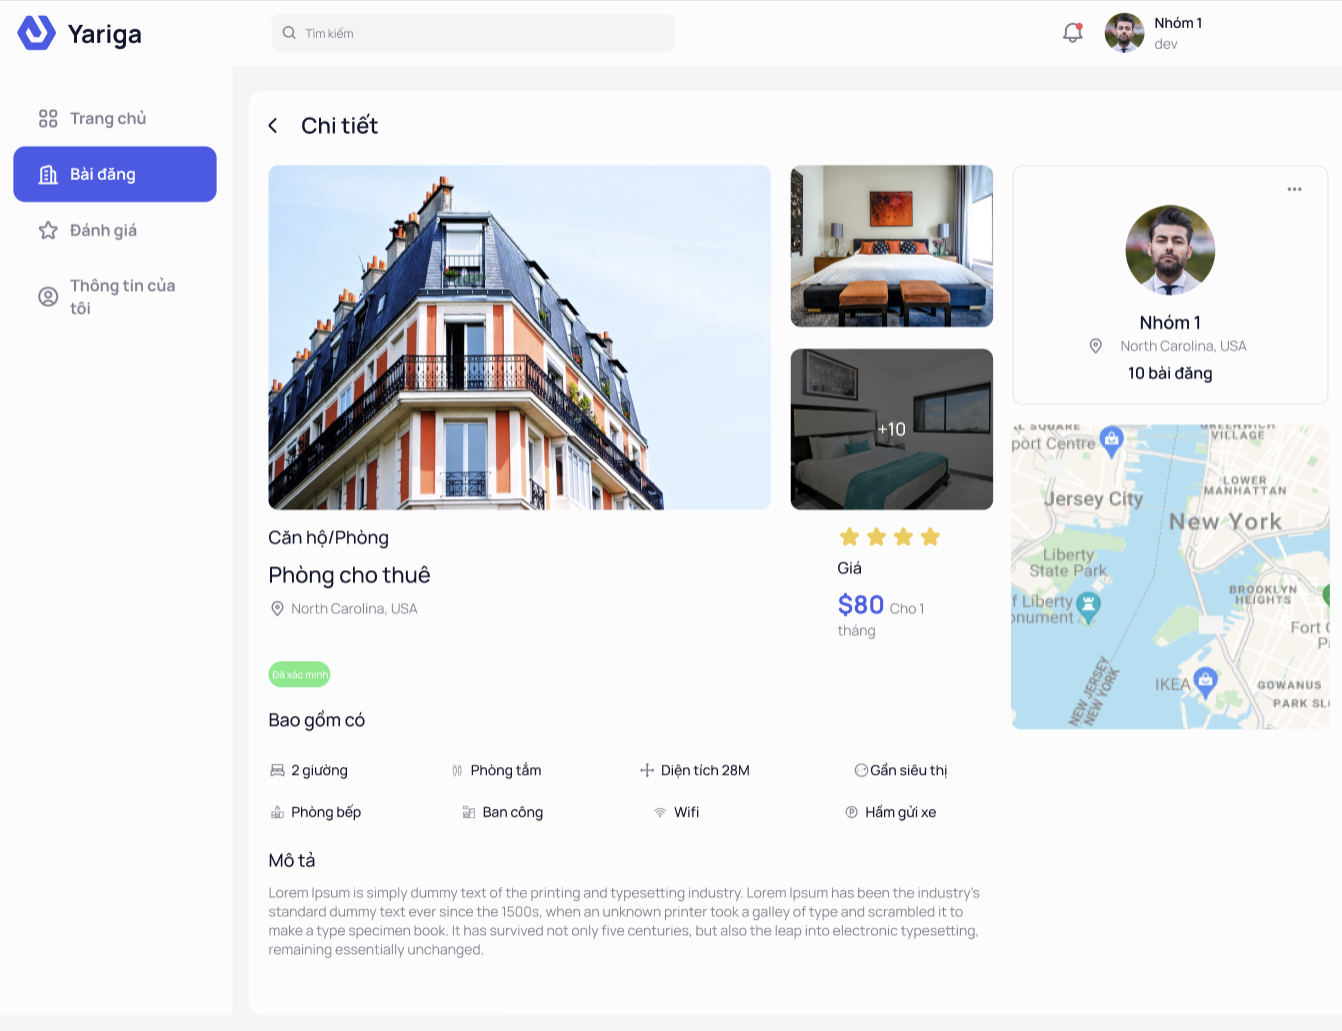 Yariga
Tìm kiếm
Nhóm 1
dev
Trang chủ
Bài đăng
Đánh giá
Thông tin của
tôi
Chi tiết
+10
Nhóm 1
North Carolina, USA
10 bài đăng
Căn hộ/Phòng
Phòng cho thuê
North Carolina, USA
Giá
$80 Cho 1
tháng
Đã xác minh
Bao gồm có
2 giường
Phòng tắm
Diện tích 28M
Gần siêu thị
Phòng bếp
Ban công
Wifi
Hầm gửi xe
Mô tả
Lorem Ipsum is simply dummy text of the printing and typesetting industry. Lorem Ipsum has been the industry's
standard dummy text ever since the 1500s, when an unknown printer took a galley of type and scrambled it to
make a type specimen book. It has survived not only five centuries, but also the leap into electronic typesetting,
remaining essentially unchanged.
SQUARE
port Centre
GREENWICH
VILLAGE
LOWER
MANHATTAN
Jersey City
New York
Liberty
State Park
BROOKLYN
HEIGHTS
f Liberty
onument
Fort
NEW JERSEY
NEW YORK
IKEA
GOWANUS
PARK SL